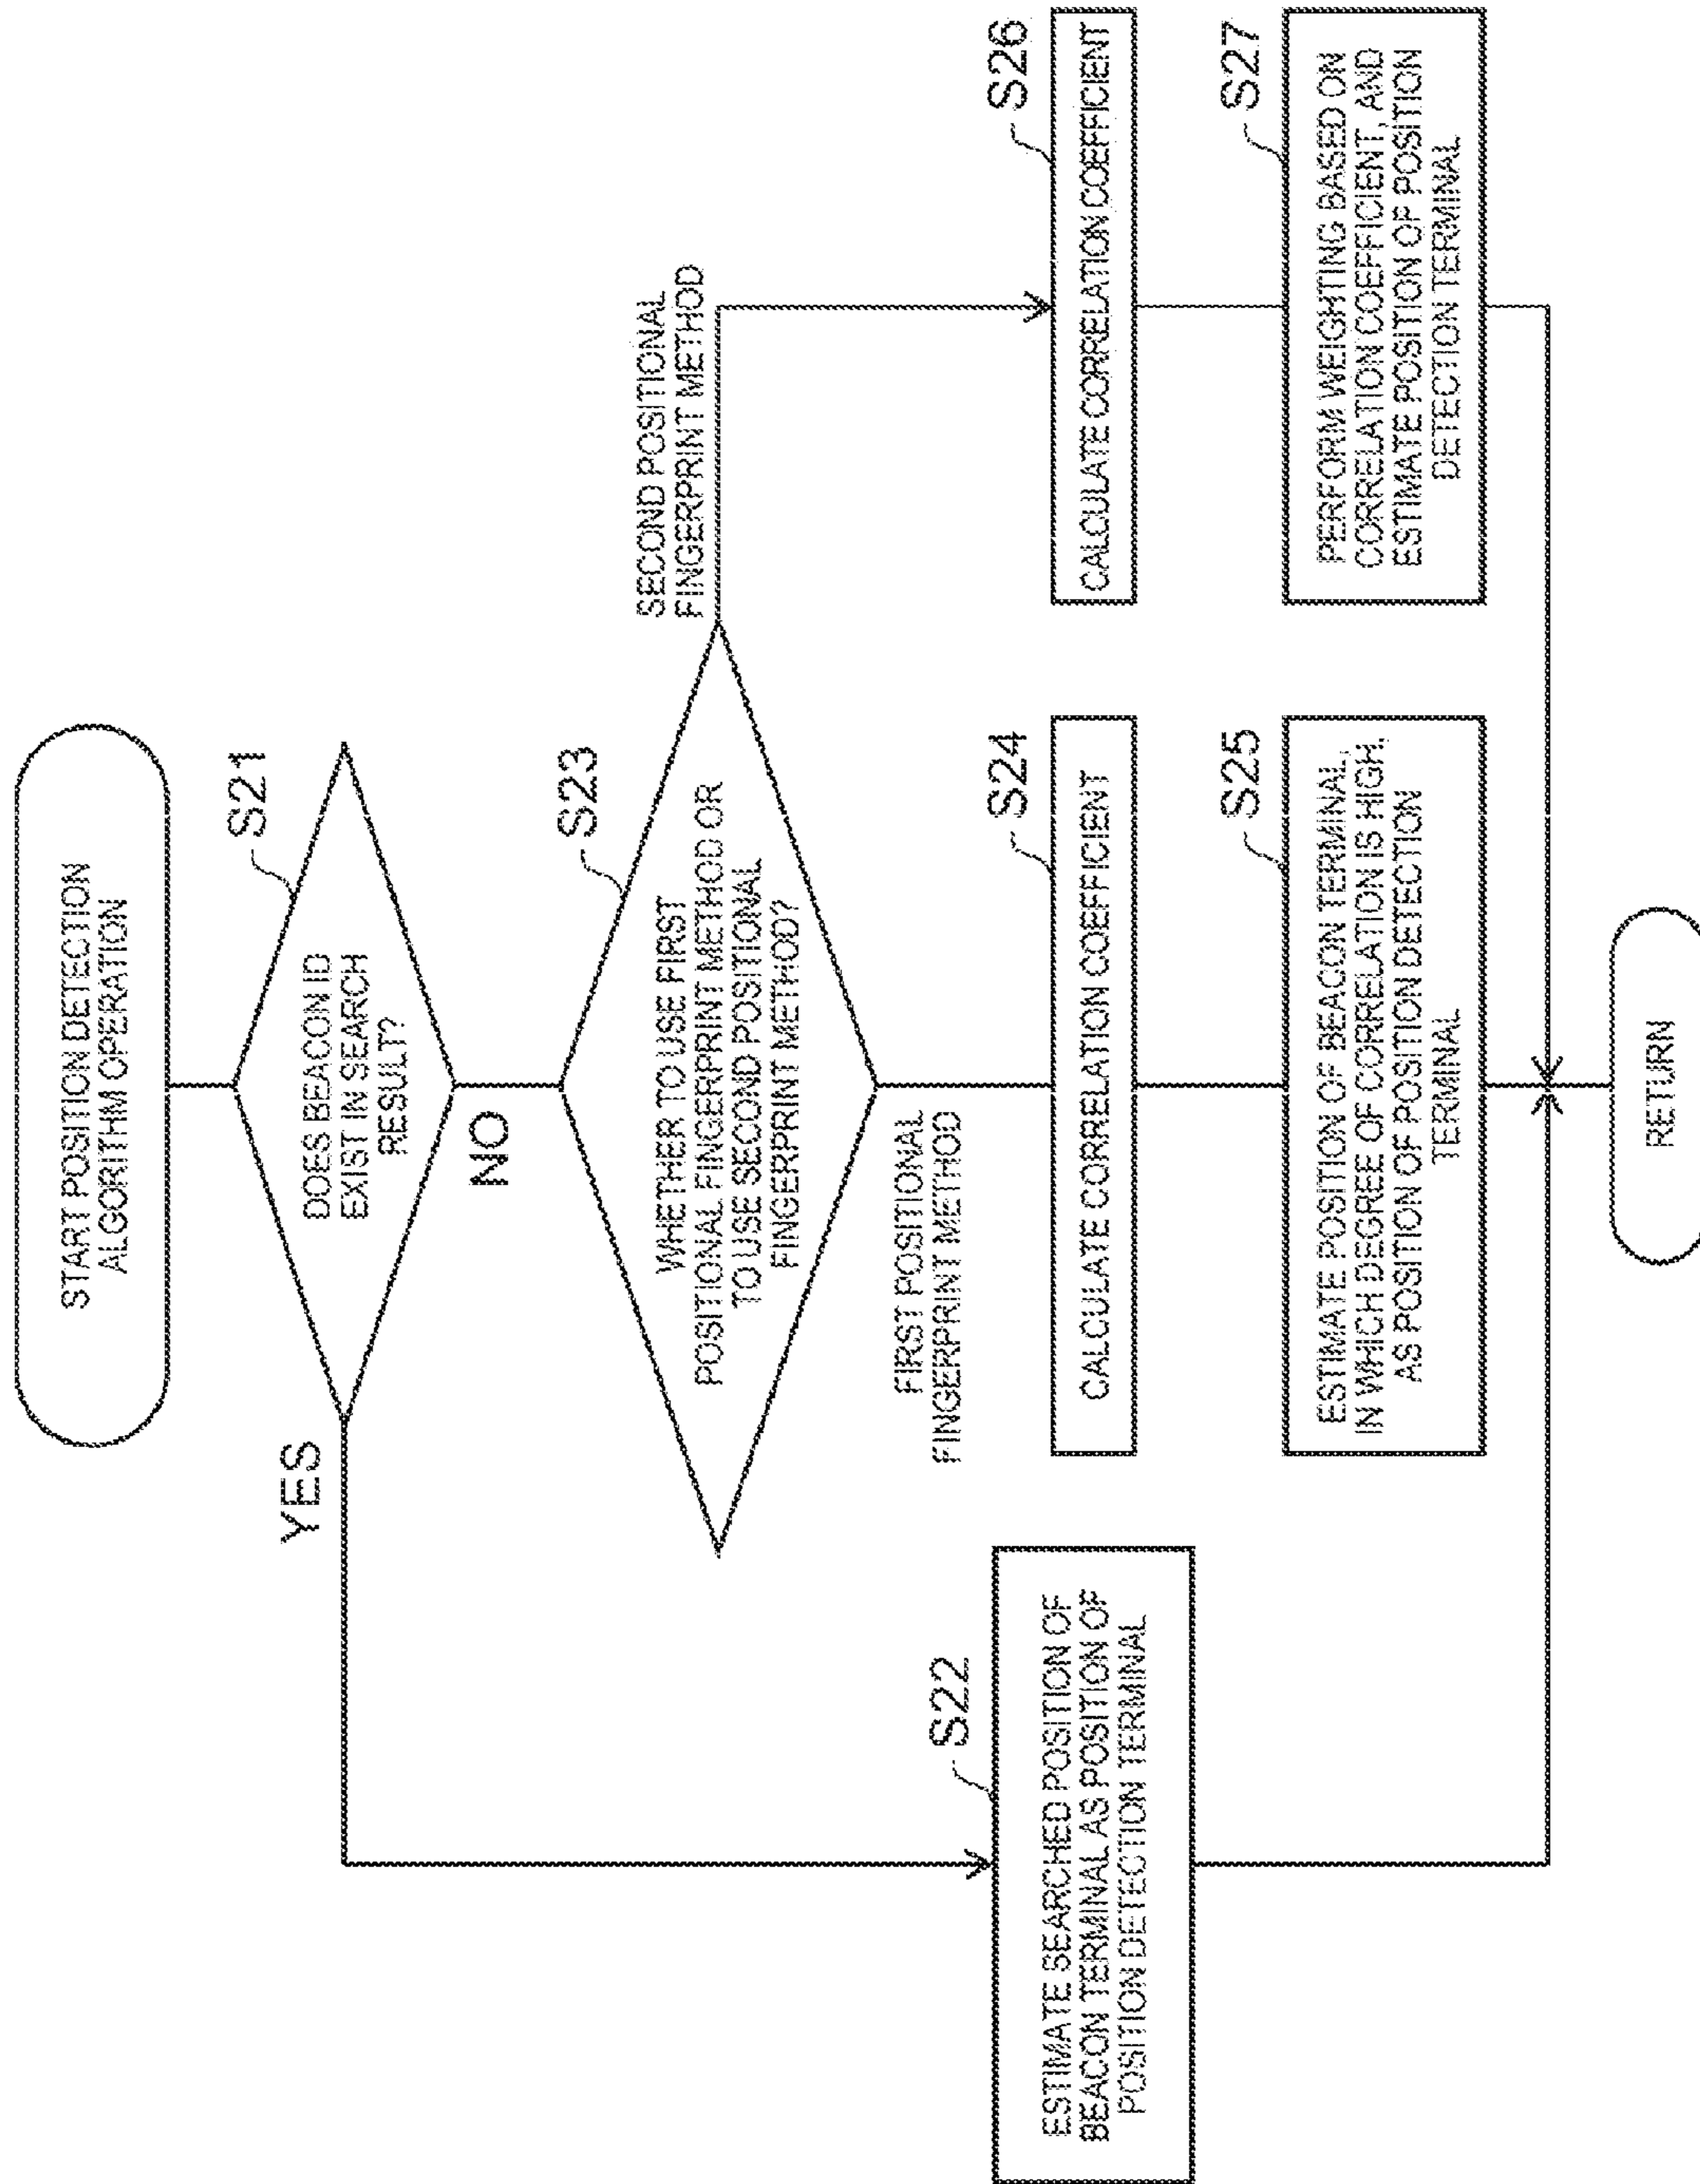 START POSITION DETECTION
ALGORITHM OPERATION
S21
DOES BEACON ID
EXIST IN SEARCH
RESULT?
YES
NO
S23
WHETHER TO USE FIRST
POSITIONAL FINGERPRINT METHOD OR
TO USE SECOND POSITIONAL
FINGERPRINT METHOD?
SECOND POSITIONAL
FINGERPRINT METHOD
FIRST POSITIONAL
FINGERPRINT METHOD
S22
ESTIMATE SEARCHED POSITION OF
BEACON TERMINAL AS POSITION OF
POSITION DETECTION TERMINAL
S24
CALCULATE CORRELATION COEFFICIENT
S26
CALCULATE CORRELATION COEFFICIENT
S25
ESTIMATE POSITION OF BEACON TERMINAL,
IN WHICH DEGREE OF CORRELATION IS HIGH,
AS POSITION OF POSITION DETECTION
TERMINAL
S27
PERFORM WEIGHTING BASED ON
CORRELATION COEFFICIENT, AND
ESTIMATE POSITION OF POSITION
DETECTION TERMINAL
RETURN